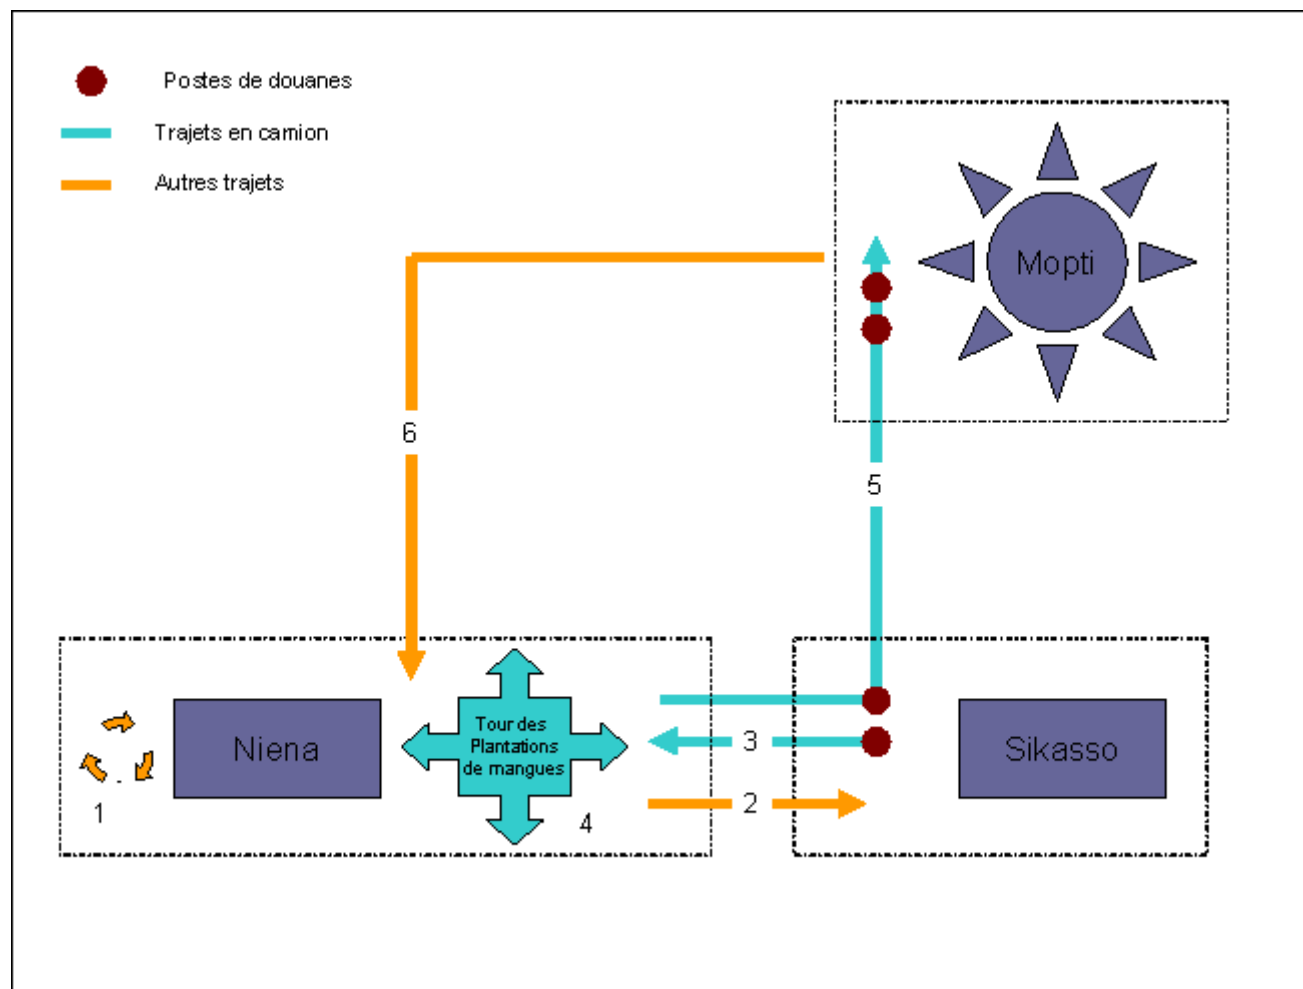 Postes de douanes
Trajets en camion
Autres trajets
Mopti
6
5
Niena
Tour des
Plantations
de mangues
3
Sikasso
2
1
4